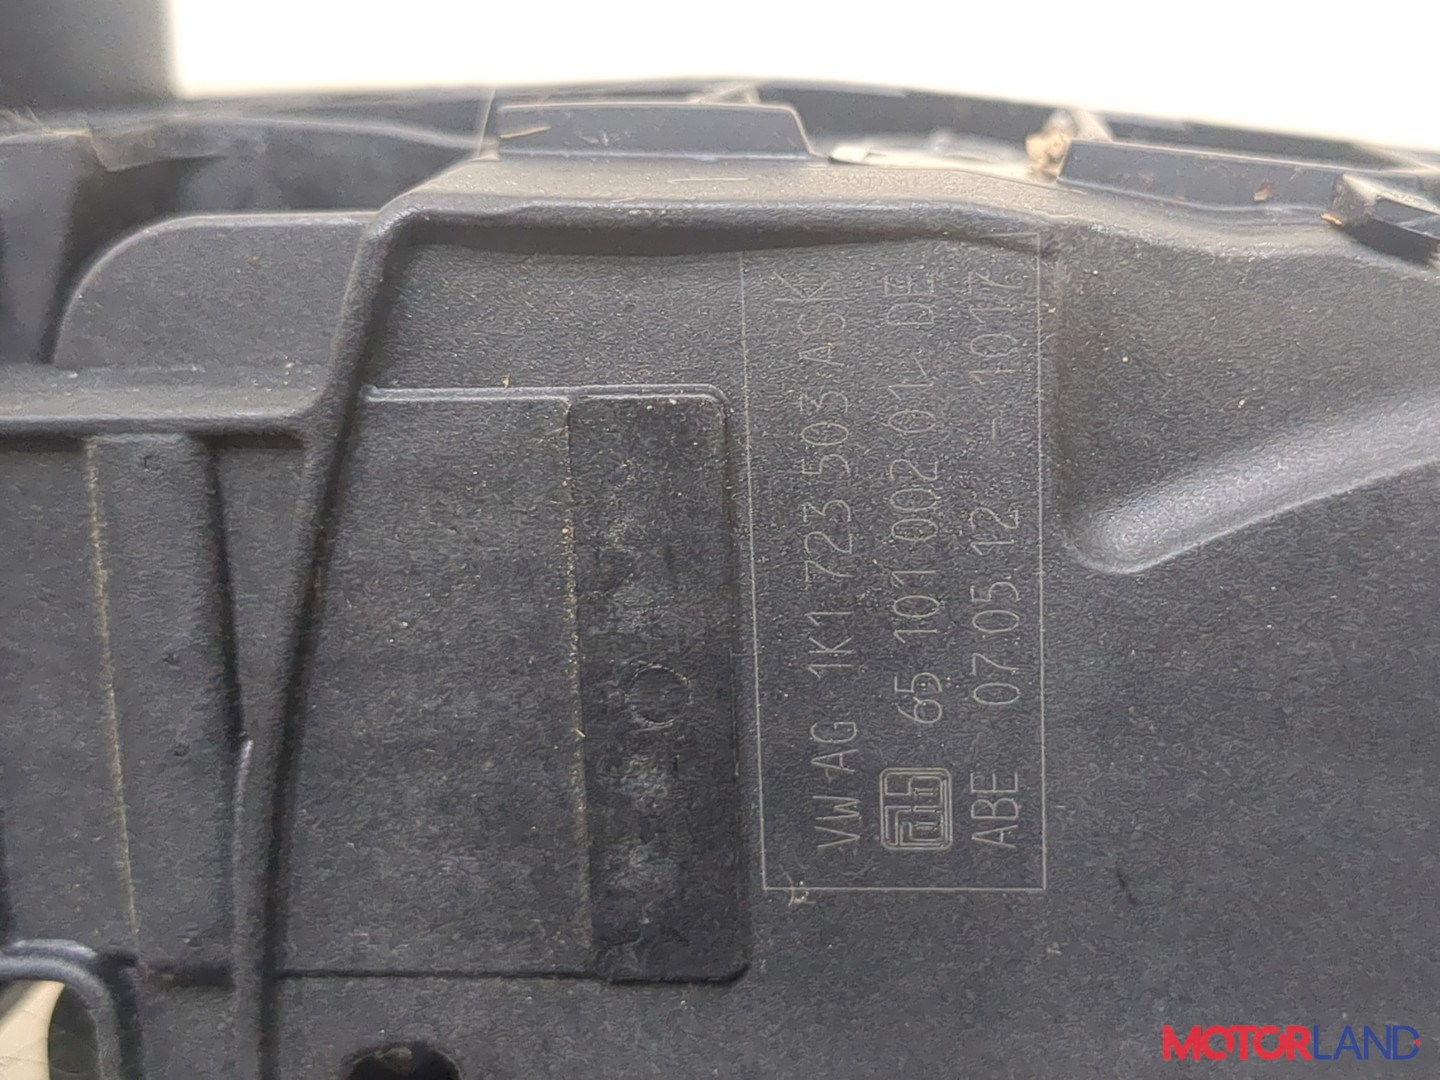 VW AG 1K1 723 503 AS K
65 101 002 01- DE
ABE 07.05.12 - 1017
MOTORLAND